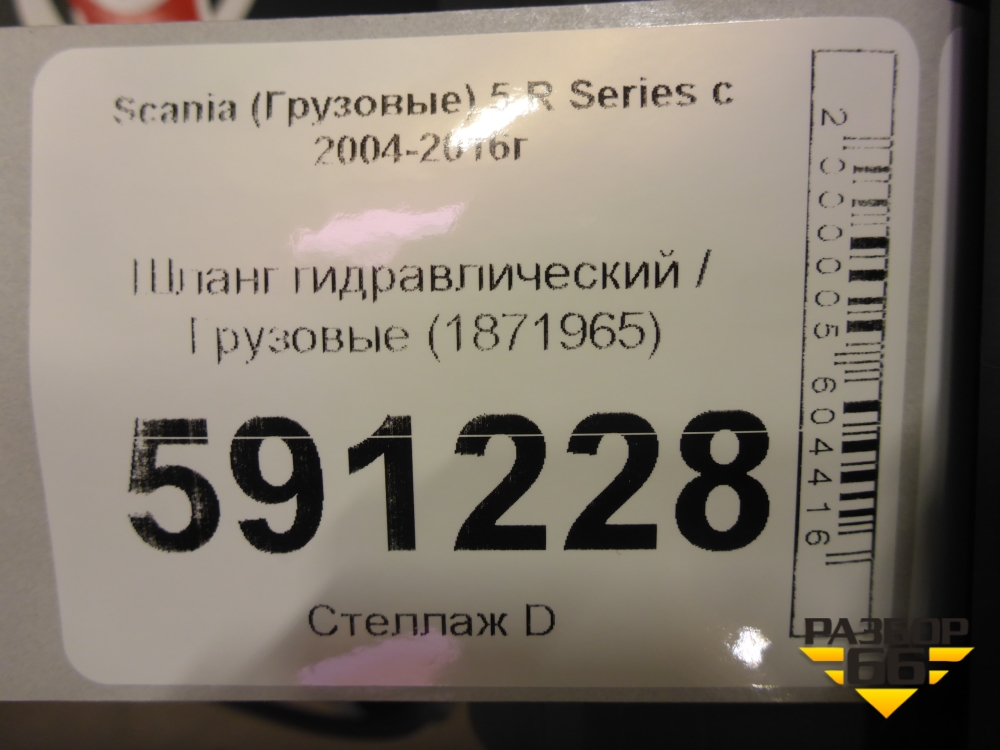 Scania (Грузовые) 5 R Series с
2004-2016г
Шланг гидравлический /
Грузовые (1871965)
591228
Стеллаж D
2000005604416
РАЗБОР
66